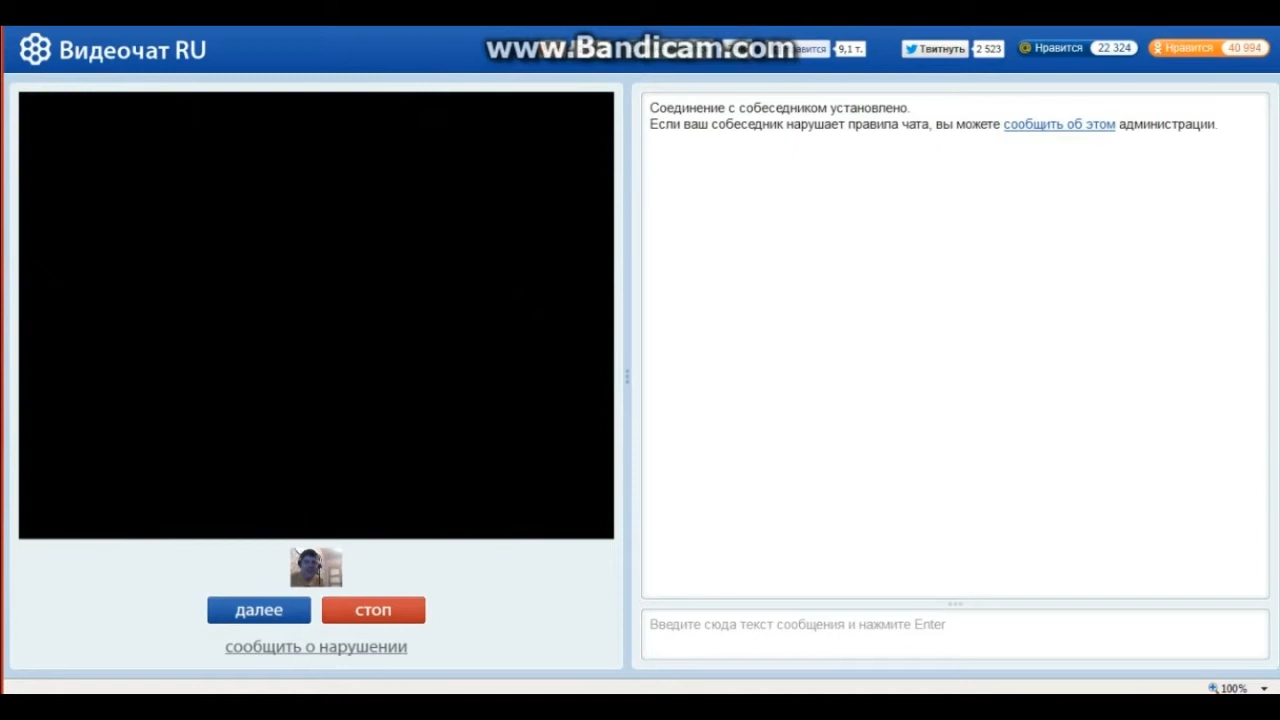 Видеочат RU
www.Bandicam.com
9,1 т.
Твитнуть 2 523
Нравится 22 324
Нравится 40 994
Соединение с собеседником установлено.
Если ваш собеседник нарушает правила чата, вы можете сообщить об этом администрации.
далее
стоп
сообщить о нарушении
Введите сюда текст сообщения и нажмите Enter
100%